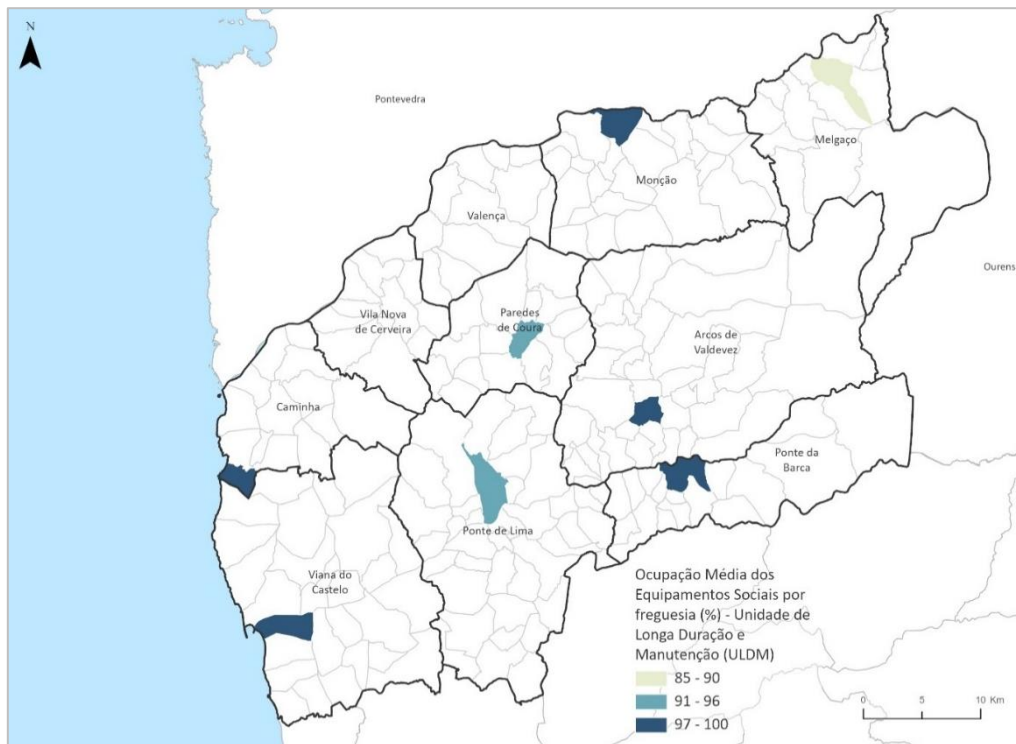 N
Pontevedra
Melgaço
Monção
Valença
Ourens
Vila Nova
de Cerveira
Paredes
de Coura
Arcos de
Valdevez
Caminha
Ponte da
Barca
Ponte de Lima
Viana do
Castelo
Ocupação Média dos
Equipamentos Sociais por
freguesia (%) - Unidade de
Longa Duração e
Manutenção (ULDM)
85 - 90
91 - 96
97 - 100
0 5 10 Km